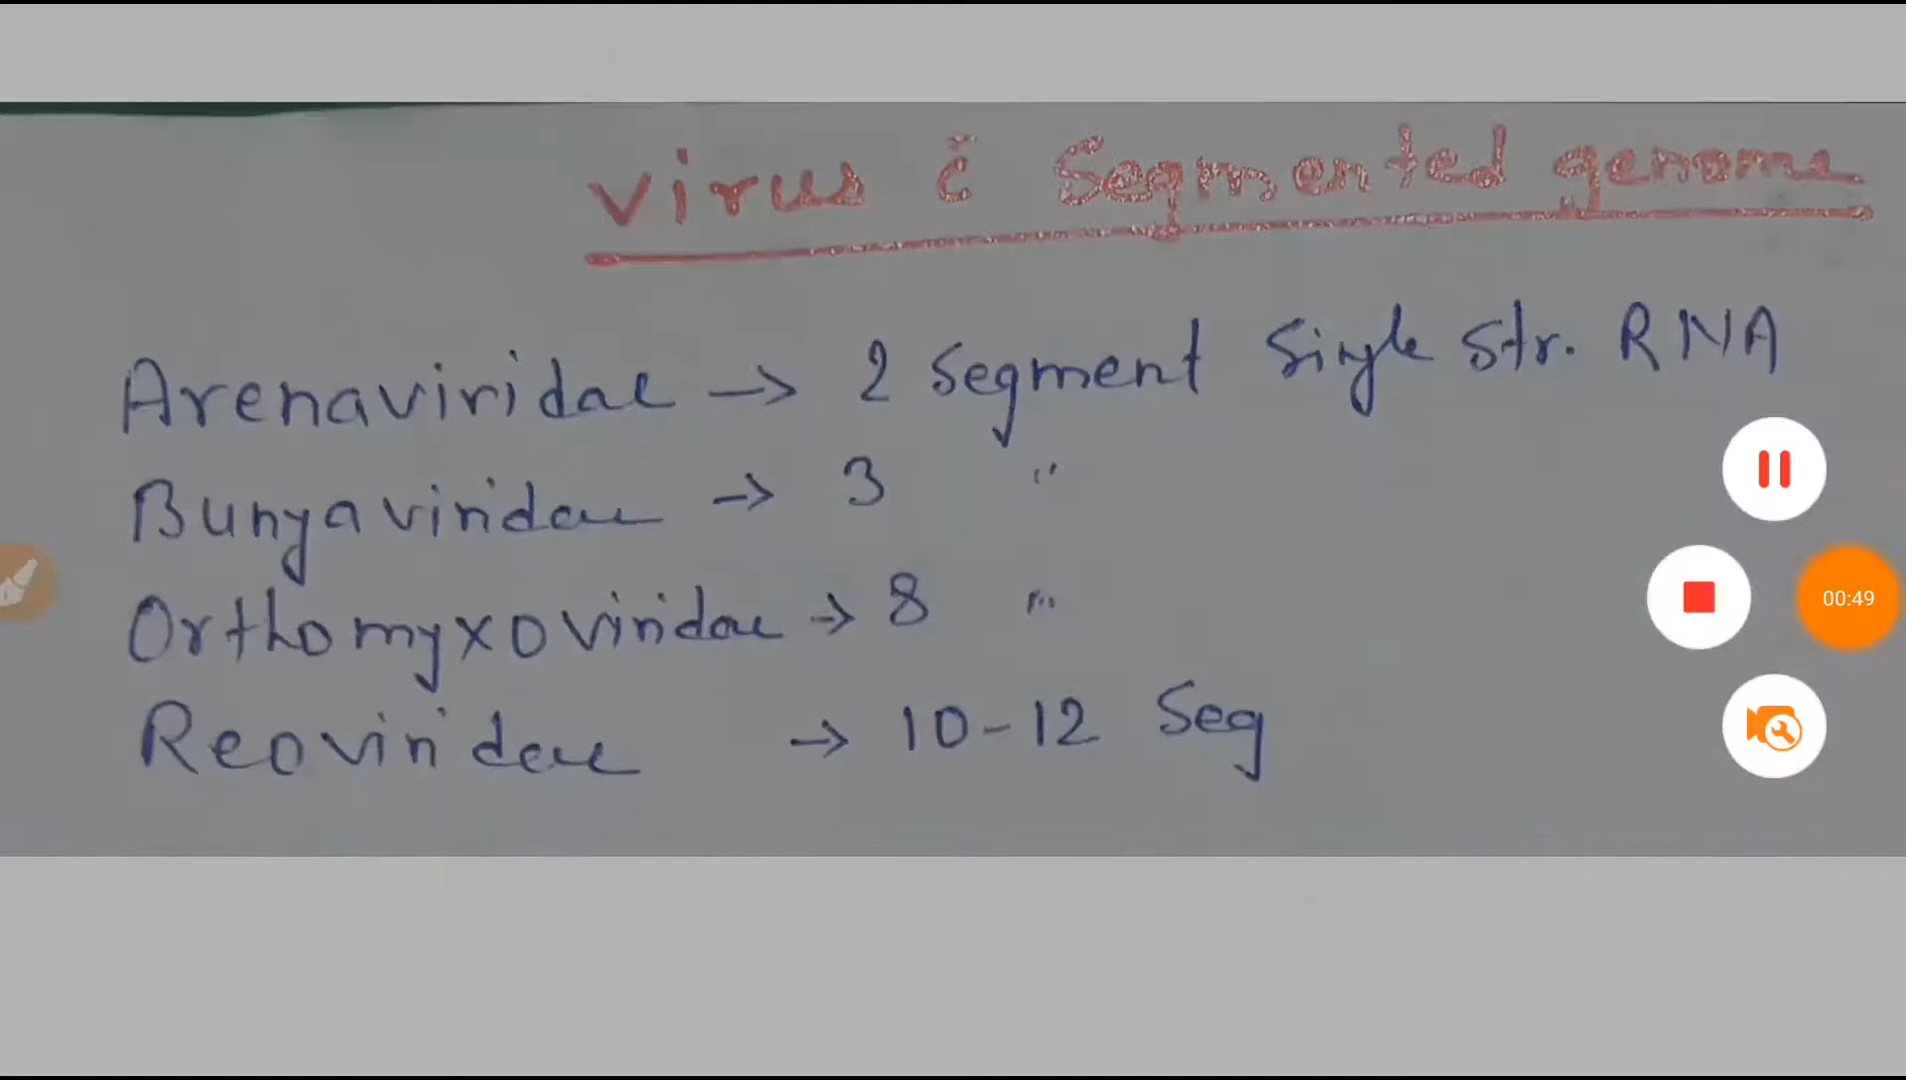 virus c̄ Segmented genome
Arenaviridae → 2 Segment Single Str. RNA
Bunyaviridae → 3 "
Orthomyxoviridae → 8 "
Reoviridae → 10-12 Seg
00:49